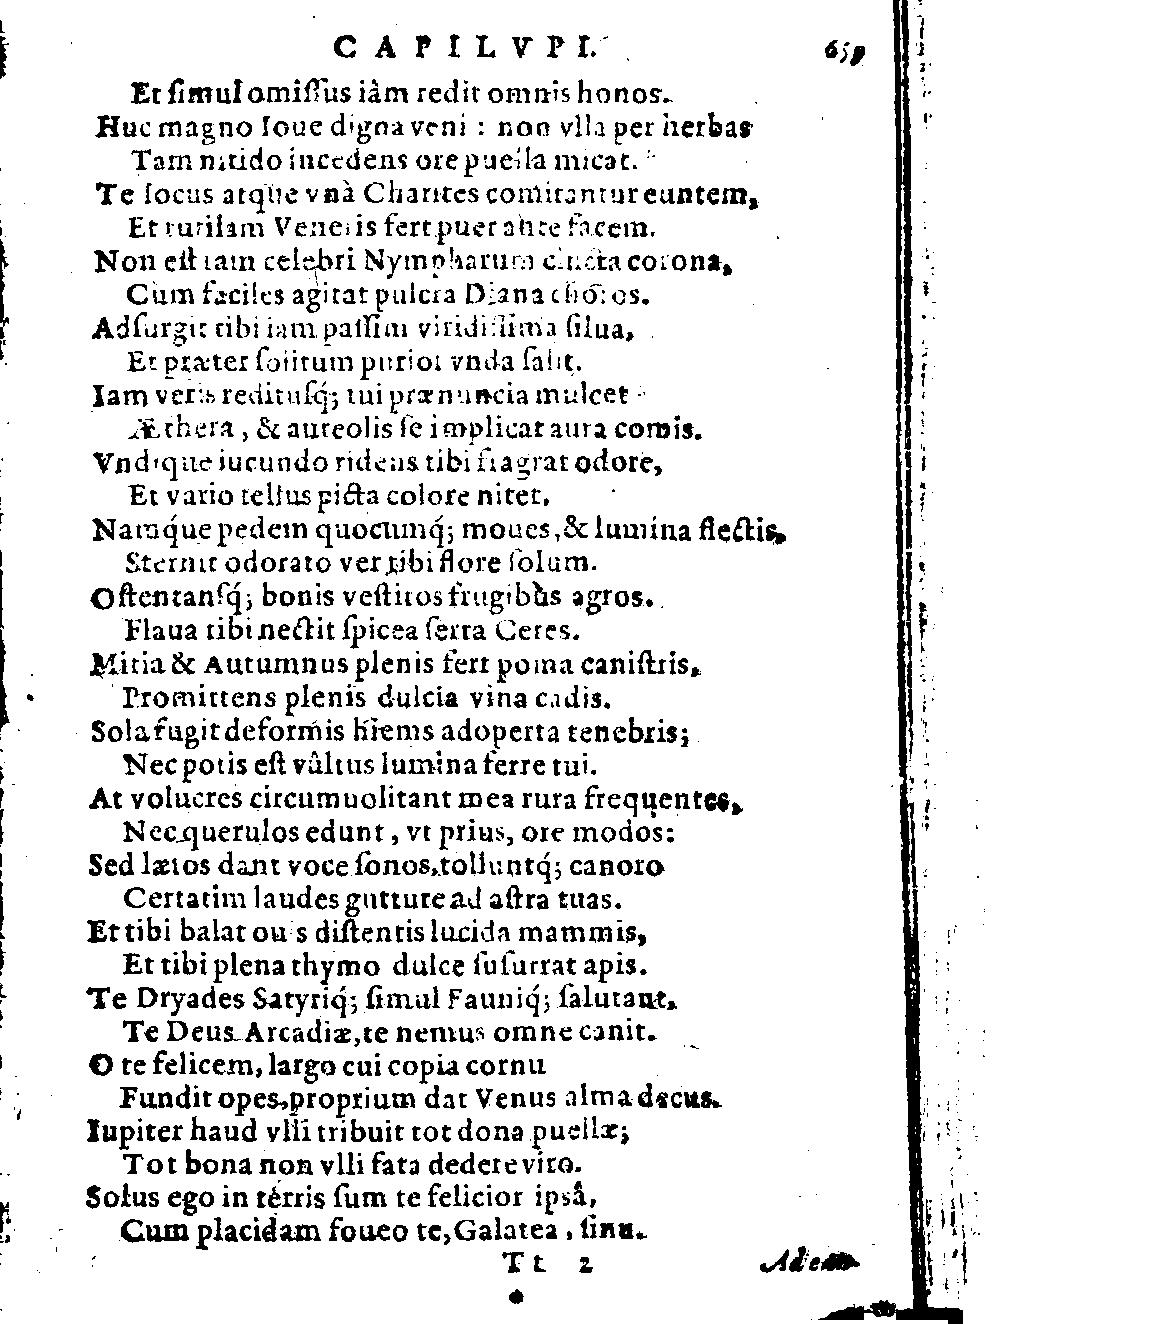 CAPILVPI. 659
Et ſimul omiſſus iàm redit omnis honos.
Huc magno Ioue digna veni : non vlla per herbas
Tam nitido incedens ore puella micat.
Te Iocus atque vnà Charites comitantur euntem,
Et rutilam Veneris fert puer ante facem.
Non eſt tam celebri Nympharum cincta corona,
Cùm faciles agitat pulcra Diana choros.
Adſurgit tibi iam paſſim viridiſſima ſilua,
Et præter ſolitum purior vnda ſalit.
Iam veris redituſq́; tui prænuncia mulcet
Æthera, & aureolis ſe implicat aura comis.
Vndique iucundo ridens tibi fragrat odore,
Et vario tellus picta colore nitet.
Namq́ue pedem quocumq́; moues, & lumina flectis,
Sternit odorato ver tibi flore ſolum.
Oſtentanſq́; bonis veſtitos frugibùs agros.
Flaua tibi nectit ſpicea ſerta Ceres.
Mitia & Autumnus plenis fert poma caniſtris,
Promittens plenis dulcia vina cadis.
Sola fugit deformis hiems adoperta tenebris;
Nec potis eſt vûltus lumina ferre tui.
At volucres circumuolitant mea rura frequentes,
Nec querulos edunt, vt prius, ore modos:
Sed lætos dant voce ſonos, tolluntq́; canoro
Certatim laudes gutture ad aſtra tuas.
Et tibi balat ouis diſtentis lucida mammis,
Et tibi plena thymo dulce ſuſurrat apis.
Te Dryades Satyriq́; ſimul Fauniq́; ſalutant.
Te Deus Arcadiæ, te nemus omne canit.
O te felicem, largo cui copia cornu
Fundit opes, proprium dat Venus alma decus.
Iupiter haud vlli tribuit tot dona puellæ;
Tot bona non vlli fata dedere viro.
Solus ego in térris ſum te felicior ipsâ,
Cum placidam foueo te, Galatea, ſinu.
Tt 2